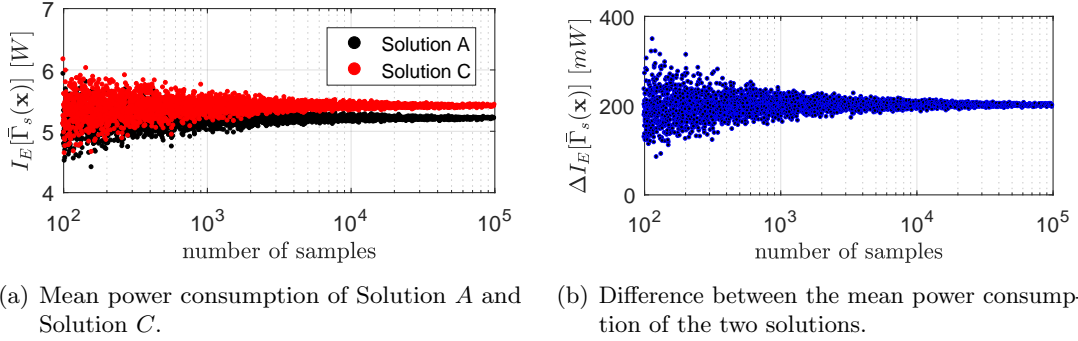 7
6
5
4
I_E[Γ̄_s(x)] [W]
Solution A
Solution C
10^2
10^3
10^4
10^5
number of samples
(a) Mean power consumption of Solution A and
Solution C.
400
200
0
ΔI_E[Γ̄_s(x)] [mW]
10^2
10^3
10^4
10^5
number of samples
(b) Difference between the mean power consump-
tion of the two solutions.